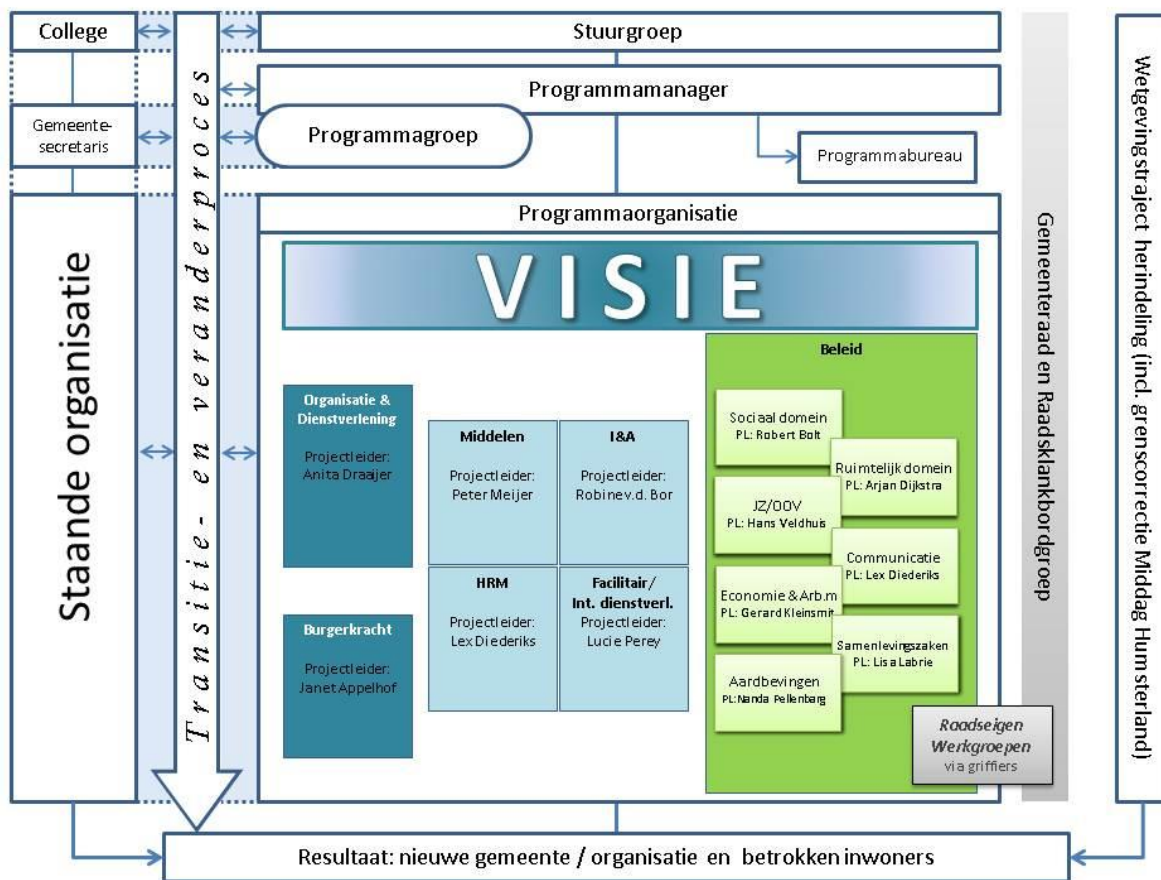 College
Stuurgroep
Programmamanager
Gemeente-
secretaris
Programmagroep
Programmabureau
Transitie- en veranderproces
Staande organisatie
Programmaorganisatie
VISIE
Organisatie &
Dienstverlening
Projectleider:
Anita Draaijer
Burgerkracht
Projectleider:
Janet Appelhof
Middelen
Projectleider:
Peter Meijer
I&A
Projectleider:
Robine v.d. Bor
HRM
Projectleider:
Lex Diederiks
Facilitair/
Int. dienstverl.
Projectleider:
Lucie Perey
Beleid
Sociaal domein
PL: Robert Bolt
Ruimtelijk domein
PL: Arjan Dijkstra
JZ/OOV
PL: Hans Veldhuis
Communicatie
PL: Lex Diederiks
Economie & Arb.m
PL: Gerard Kleinsmit
Samenlevingszaken
PL: Lisa Labrie
Aardbevingen
PL: Nanda Pellenbarg
Raadseigen
Werkgroepen
via griffiers
Gemeenteraad en Raadsklankbordgroep
Wetgevingstraject herindeling (incl. grenscorrectie Middag Humsterland)
Resultaat: nieuwe gemeente / organisatie en betrokken inwoners